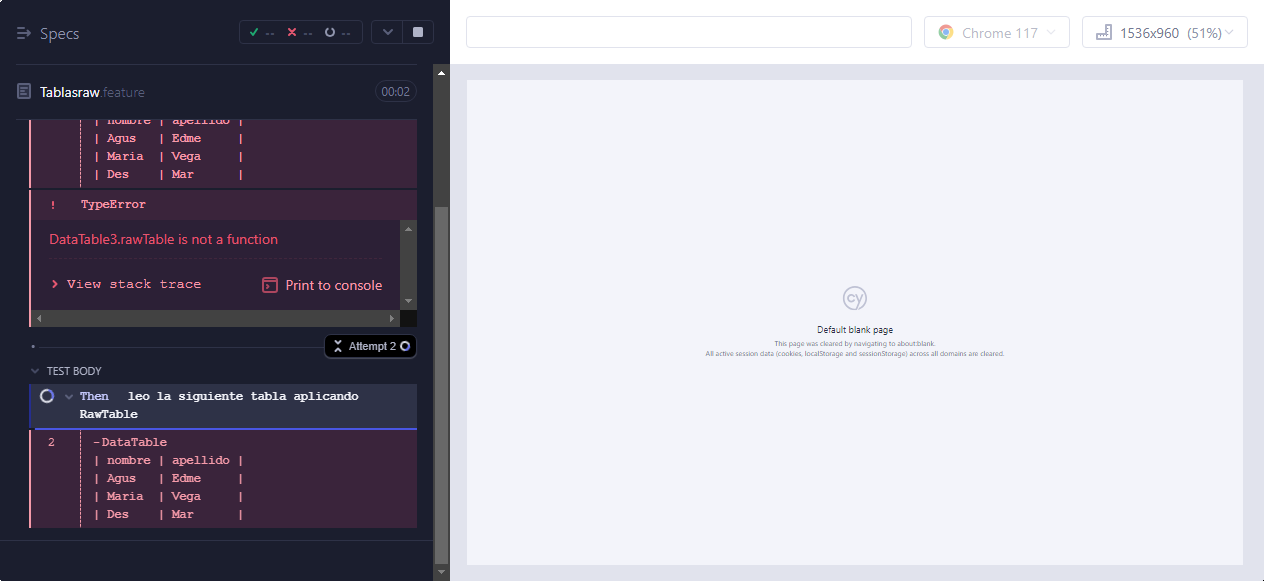 Specs
-- -- --
Chrome 117
1536x960 (51%)
Tablasraw.feature
00:02
| nombre | apellido |
| Agus | Edme |
| Maria | Vega |
| Des | Mar |
! TypeError
DataTable3.rawTable is not a function
> View stack trace
Print to console
Attempt 2
TEST BODY
Then leo la siguiente tabla aplicando
RawTable
2 -DataTable
| nombre | apellido |
| Agus | Edme |
| Maria | Vega |
| Des | Mar |
cy
Default blank page
This page was cleared by navigating to about:blank.
All active session data (cookies, localStorage and sessionStorage) across all domains are cleared.